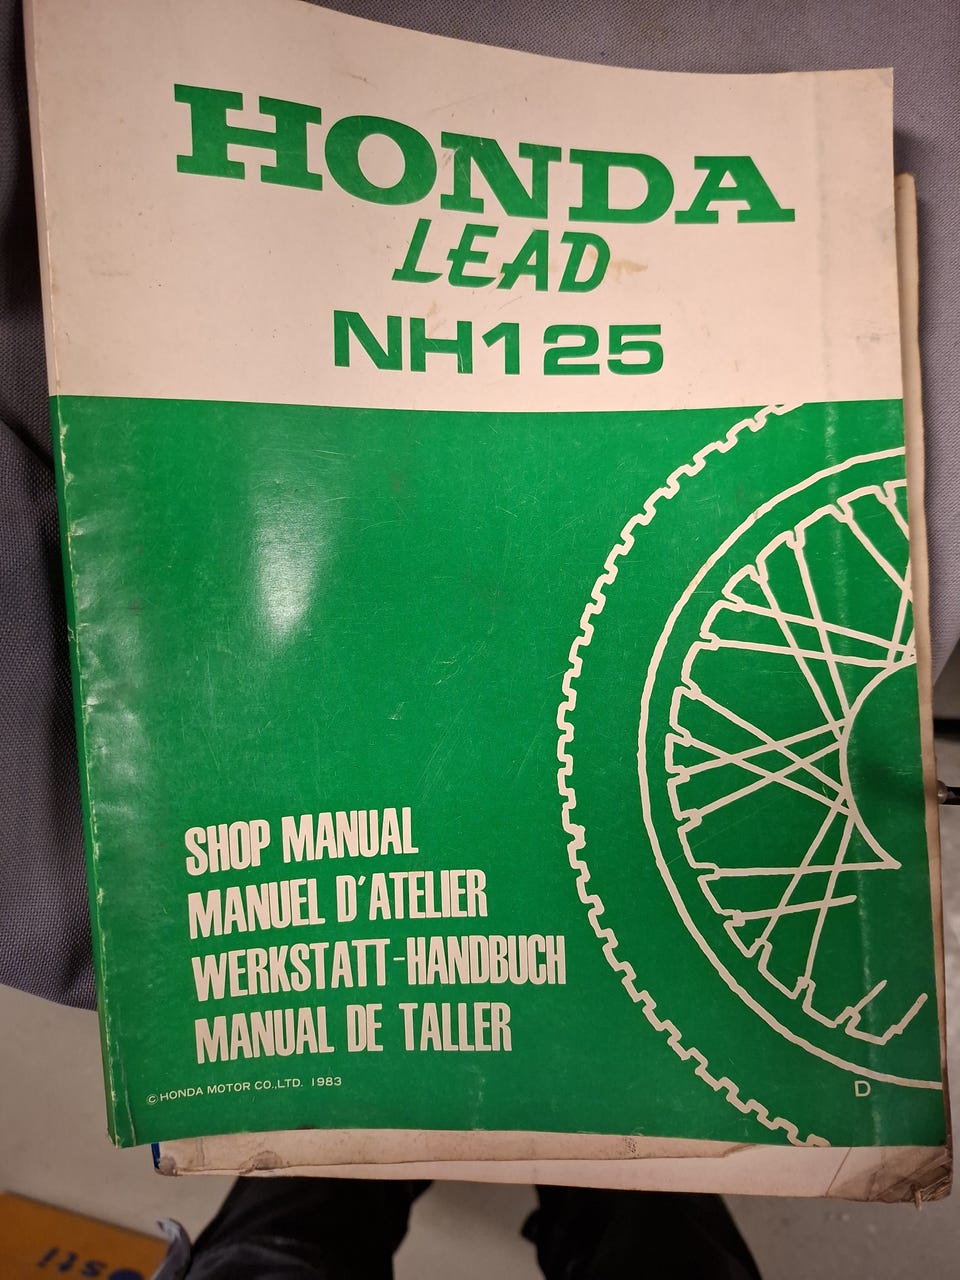 HONDA
LEAD
NH125
SHOP MANUAL
MANUEL D'ATELIER
WERKSTATT-HANDBUCH
MANUAL DE TALLER
©HONDA MOTOR CO.,LTD. 1983
D